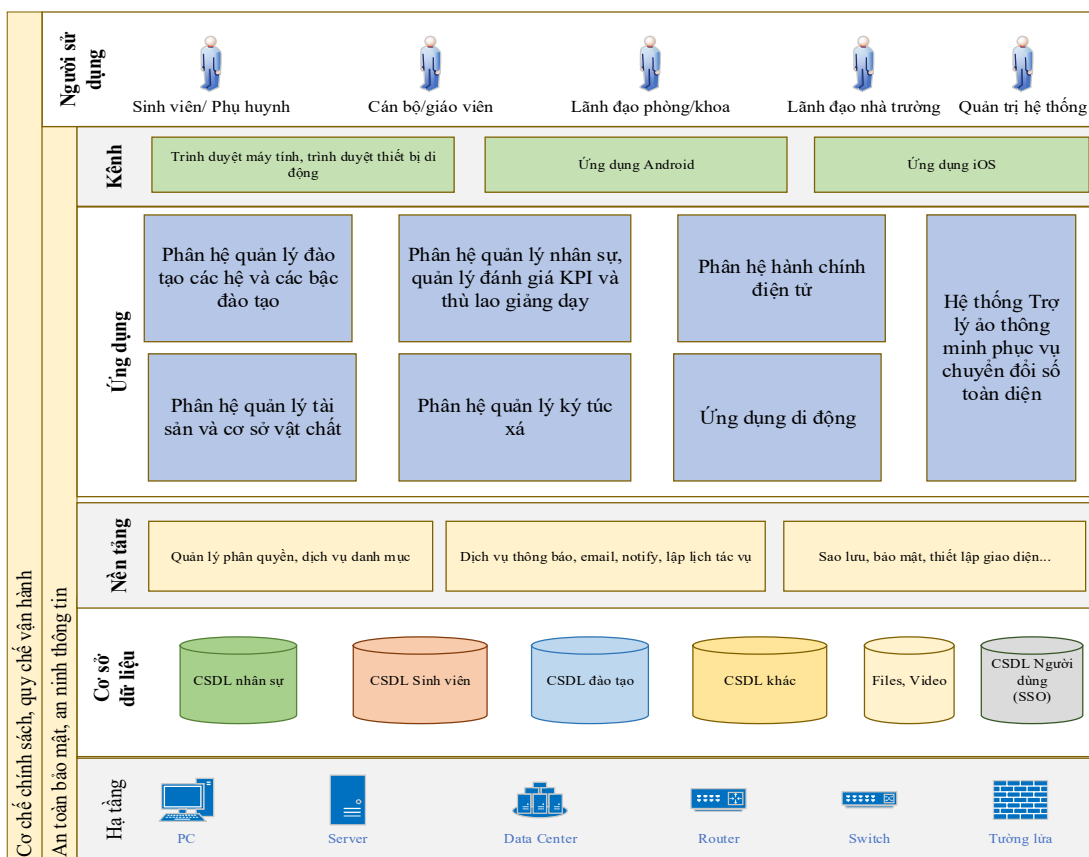 Cơ chế chính sách, quy chế vận hành
An toàn bảo mật, an ninh thông tin
Người sử
dụng
Sinh viên/ Phụ huynh
Cán bộ/giáo viên
Lãnh đạo phòng/khoa
Lãnh đạo nhà trường
Quản trị hệ thống
Kênh
Trình duyệt máy tính, trình duyệt thiết bị di
động
Ứng dụng Android
Ứng dụng iOS
Ứng dụng
Phân hệ quản lý đào
tạo các hệ và các bậc
đào tạo
Phân hệ quản lý nhân sự,
quản lý đánh giá KPI và
thù lao giảng dạy
Phân hệ hành chính
điện tử
Hệ thống Trợ
lý ảo thông
minh phục vụ
chuyển đổi số
toàn diện
Phân hệ quản lý tài
sản và cơ sở vật chất
Phân hệ quản lý ký túc
xá
Ứng dụng di động
Nền tảng
Quản lý phân quyền, dịch vụ danh mục
Dịch vụ thông báo, email, notify, lập lịch tác vụ
Sao lưu, bảo mật, thiết lập giao diện...
Cơ sở
dữ liệu
CSDL nhân sự
CSDL Sinh viên
CSDL đào tạo
CSDL khác
Files, Video
CSDL Người
dùng
(SSO)
Hạ tầng
PC
Server
Data Center
Router
Switch
Tường lửa